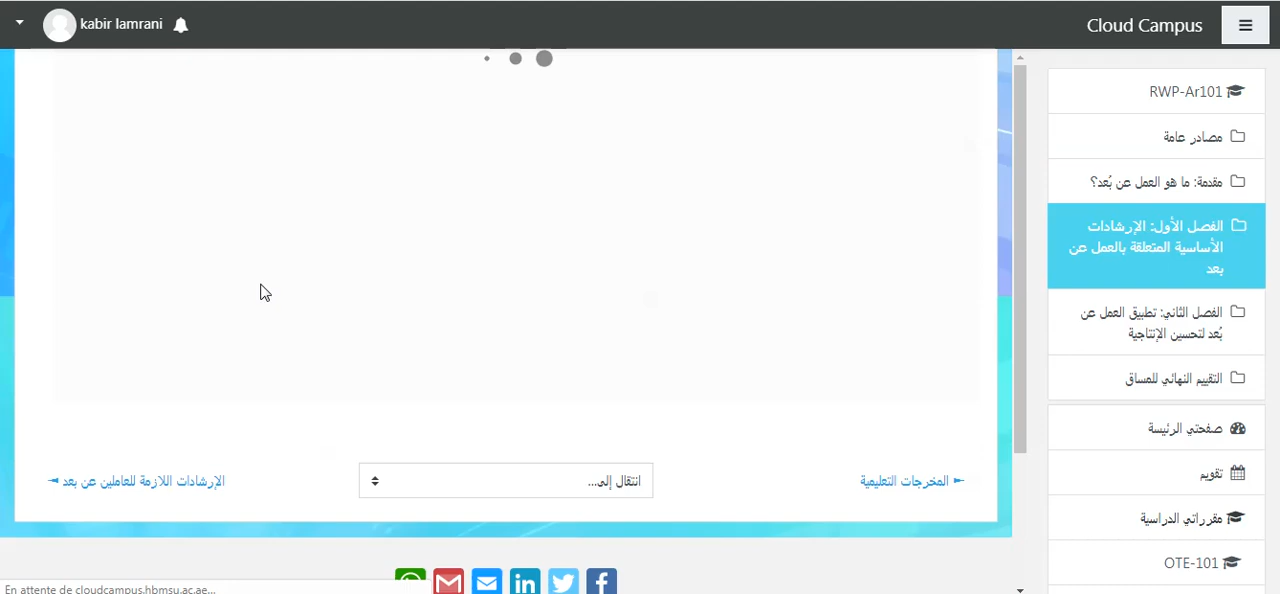 kabir lamrani
Cloud Campus
RWP-Ar101
مصادر عامة
مقدمة: ما هو العمل عن بُعد؟
الفصل الأول: الإرشادات
الأساسية المتعلقة بالعمل عن
بعد
الفصل الثاني: تطبيق العمل عن
بُعد لتحسين الإنتاجية
التقييم النهائي للمساق
صفحتي الرئيسة
تقويم
مقرراتي الدراسية
OTE-101
المخرجات التعليمية
انتقال إلى...
الإرشادات اللازمة للعاملين عن بعد
En attente de cloudcampus.hbmsu.ac.ae...